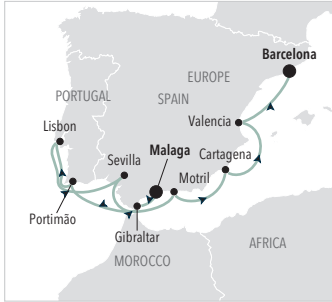 Barcelona
EUROPE
PORTUGAL
SPAIN
Valencia
Lisbon
Sevilla
Malaga
Cartagena
Motril
Portimão
Gibraltar
AFRICA
MOROCCO